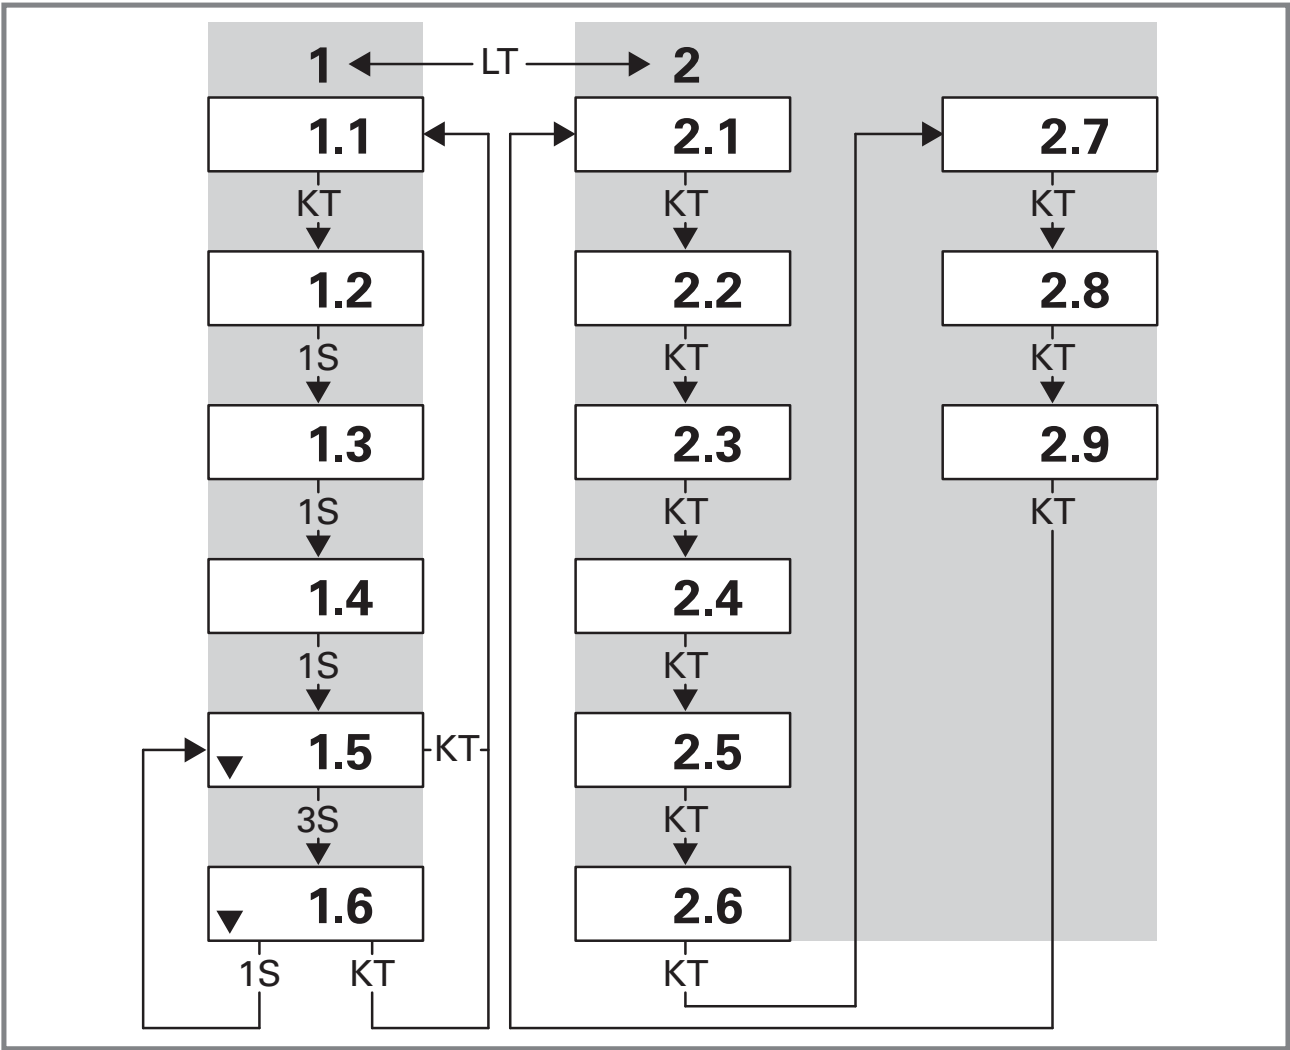 1 LT 2
1.1 2.1 2.7
KT KT KT
1.2 2.2 2.8
1S KT KT
1.3 2.3 2.9
1S KT KT
1.4 2.4
1S KT
1.5 KT 2.5
3S KT
1.6 2.6
1S KT KT